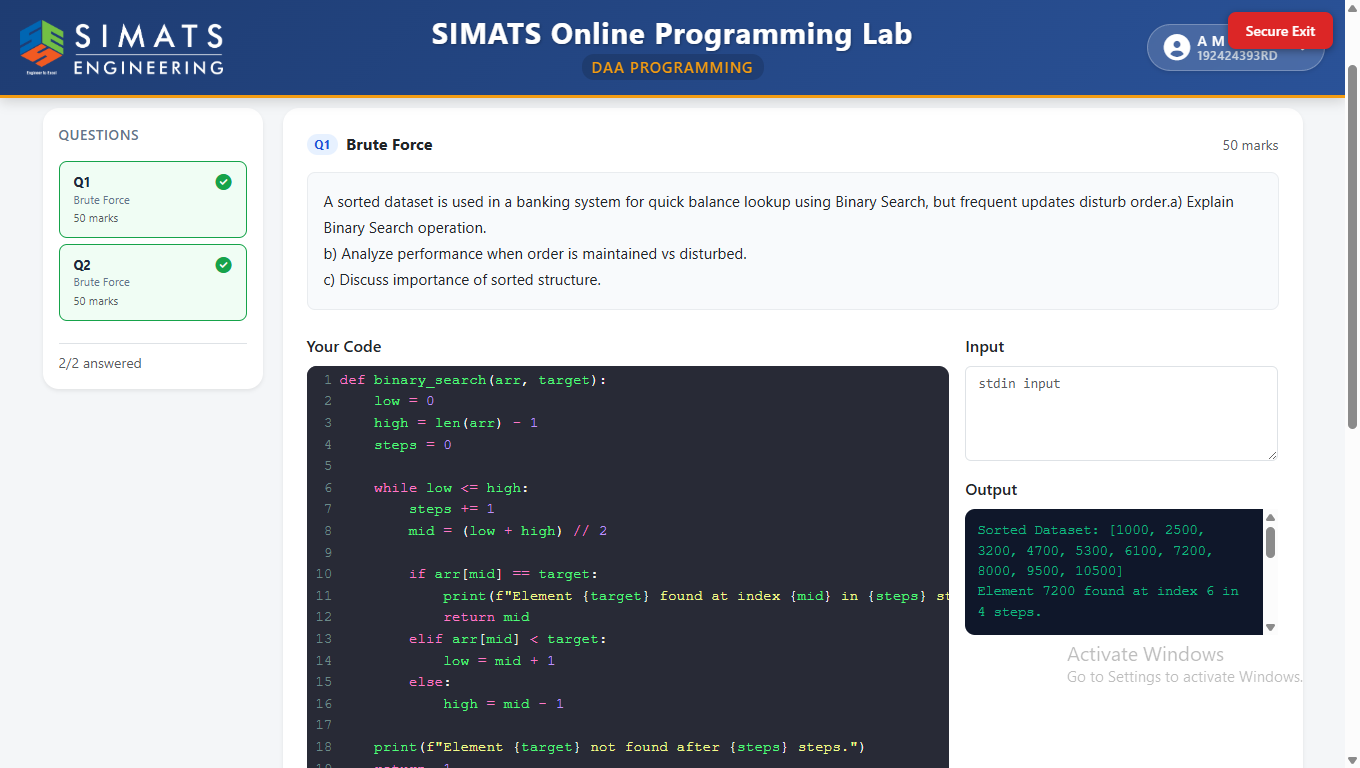 SIMATS
ENGINEERING
Engineer to Excel
SIMATS Online Programming Lab
DAA PROGRAMMING
A M
192424393RD
Secure Exit
QUESTIONS
Q1
Brute Force
50 marks
Q2
Brute Force
50 marks
2/2 answered
Q1 Brute Force
50 marks
A sorted dataset is used in a banking system for quick balance lookup using Binary Search, but frequent updates disturb order.a) Explain
Binary Search operation.
b) Analyze performance when order is maintained vs disturbed.
c) Discuss importance of sorted structure.
Your Code
1 def binary_search(arr, target):
2 low = 0
3 high = len(arr) - 1
4 steps = 0
5
6 while low <= high:
7 steps += 1
8 mid = (low + high) // 2
9
10 if arr[mid] == target:
11 print(f"Element {target} found at index {mid} in {steps} st
12 return mid
13 elif arr[mid] < target:
14 low = mid + 1
15 else:
16 high = mid - 1
17
18 print(f"Element {target} not found after {steps} steps.")
Input
stdin input
Output
Sorted Dataset: [1000, 2500,
3200, 4700, 5300, 6100, 7200,
8000, 9500, 10500]
Element 7200 found at index 6 in
4 steps.
Activate Windows
Go to Settings to activate Windows.